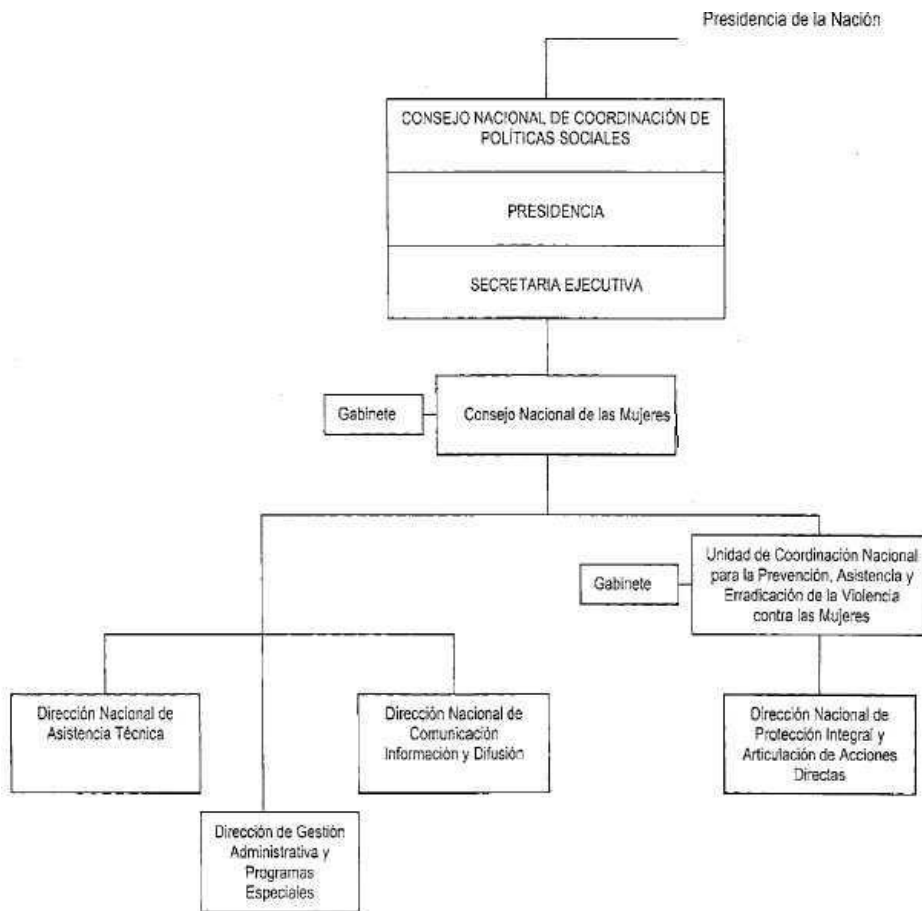 Presidencia de la Nación
CONSEJO NACIONAL DE COORDINACIÓN DE
POLÍTICAS SOCIALES
PRESIDENCIA
SECRETARIA EJECUTIVA
Gabinete
Consejo Nacional de las Mujeres
Unidad de Coordinación Nacional
para la Prevención, Asistencia y
Erradicación de la Violencia
contra las Mujeres
Gabinete
Dirección Nacional de
Asistencia Técnica
Dirección Nacional de
Comunicación
Información y Difusión
Dirección Nacional de
Protección Integral y
Articulación de Acciones
Directas
Dirección de Gestión
Administrativa y
Programas
Especiales